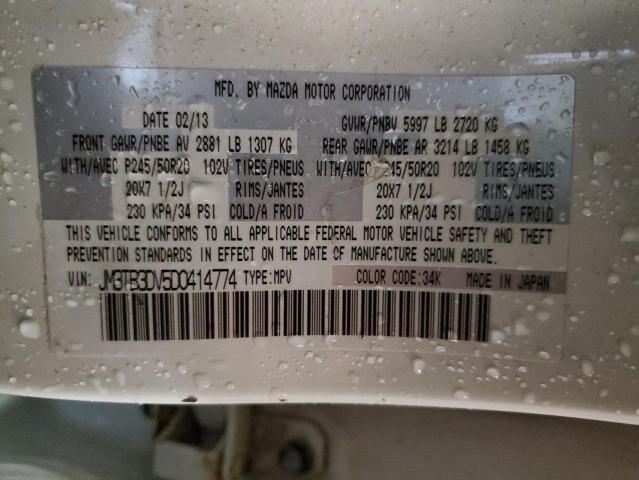 MFD. BY MAZDA MOTOR CORPORATION
DATE 02/13 GVWR/PNBV 5997 LB 2720 KG
FRONT GAWR/PNBE AV 2881 LB 1307 KG REAR GAWR/PNBE AR 3214 LB 1458 KG
WITH/AVEC P245/50R20 102V TIRES/PNEUS WITH/AVEC P245/50R20 102V TIRES/PNEUS
20X7 1/2J RIMS/JANTES 20X7 1/2J RIMS/JANTES
230 KPA/34 PSI COLD/A FROID 230 KPA/34 PSI COLD/A FROID
THIS VEHICLE CONFORMS TO ALL APPLICABLE FEDERAL MOTOR VEHICLE SAFETY AND THEFT
PREVENTION STANDARDS IN EFFECT ON THE DATE OF MANUFACTURE SHOWN ABOVE.
VIN: JM3TB3DV5D0414774 TYPE:MPV COLOR CODE:34K MADE IN JAPAN